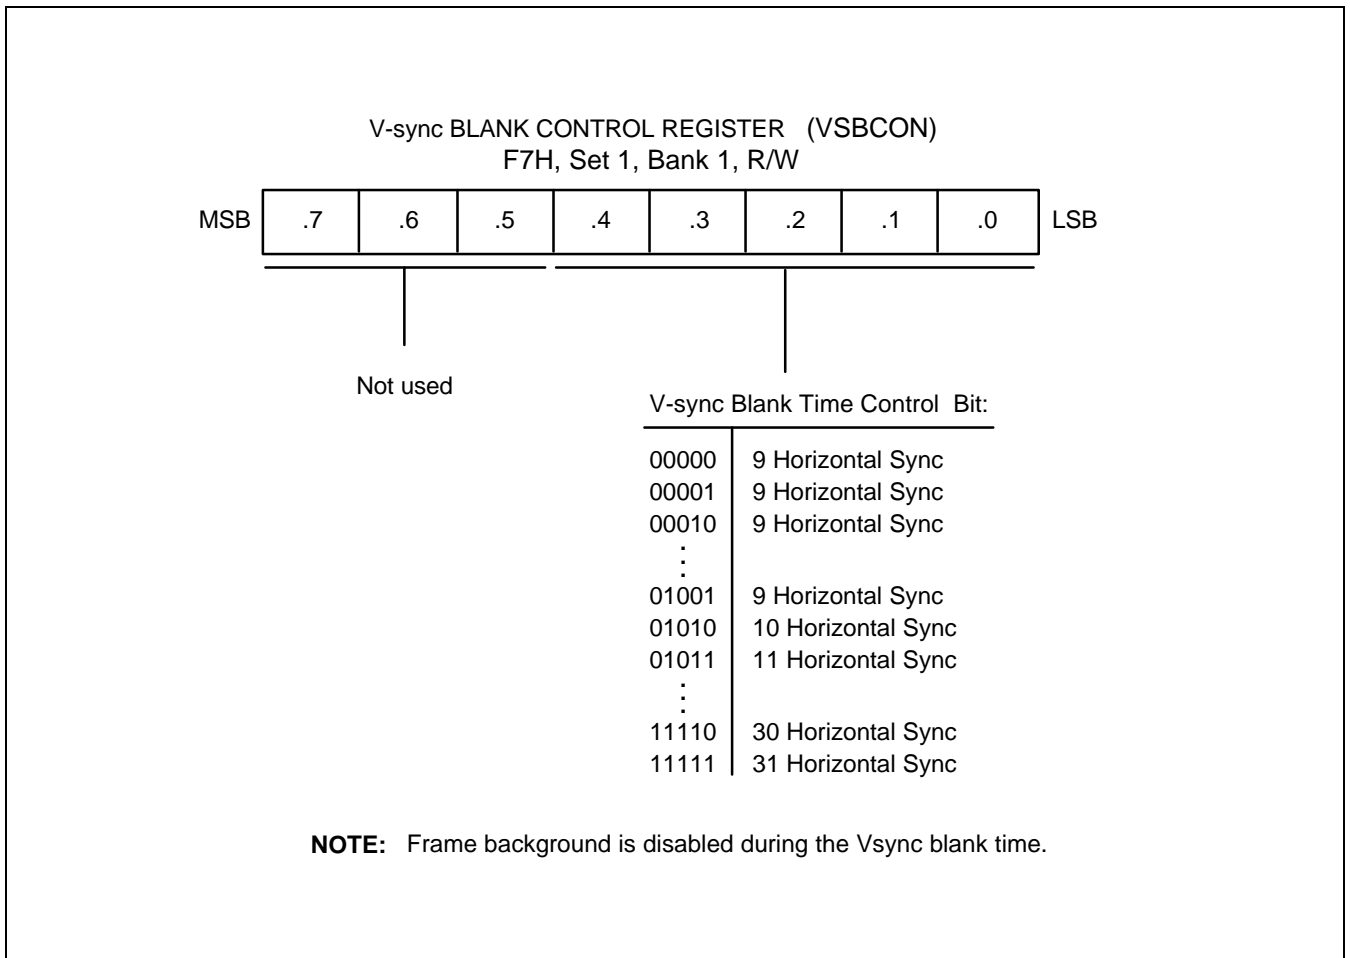 V-sync BLANK CONTROL REGISTER (VSBCON)
F7H, Set 1, Bank 1, R/W
MSB .7 .6 .5 .4 .3 .2 .1 .0 LSB
Not used
V-sync Blank Time Control Bit:
00000 9 Horizontal Sync
00001 9 Horizontal Sync
00010 9 Horizontal Sync
01001 9 Horizontal Sync
01010 10 Horizontal Sync
01011 11 Horizontal Sync
11110 30 Horizontal Sync
11111 31 Horizontal Sync
NOTE: Frame background is disabled during the Vsync blank time.